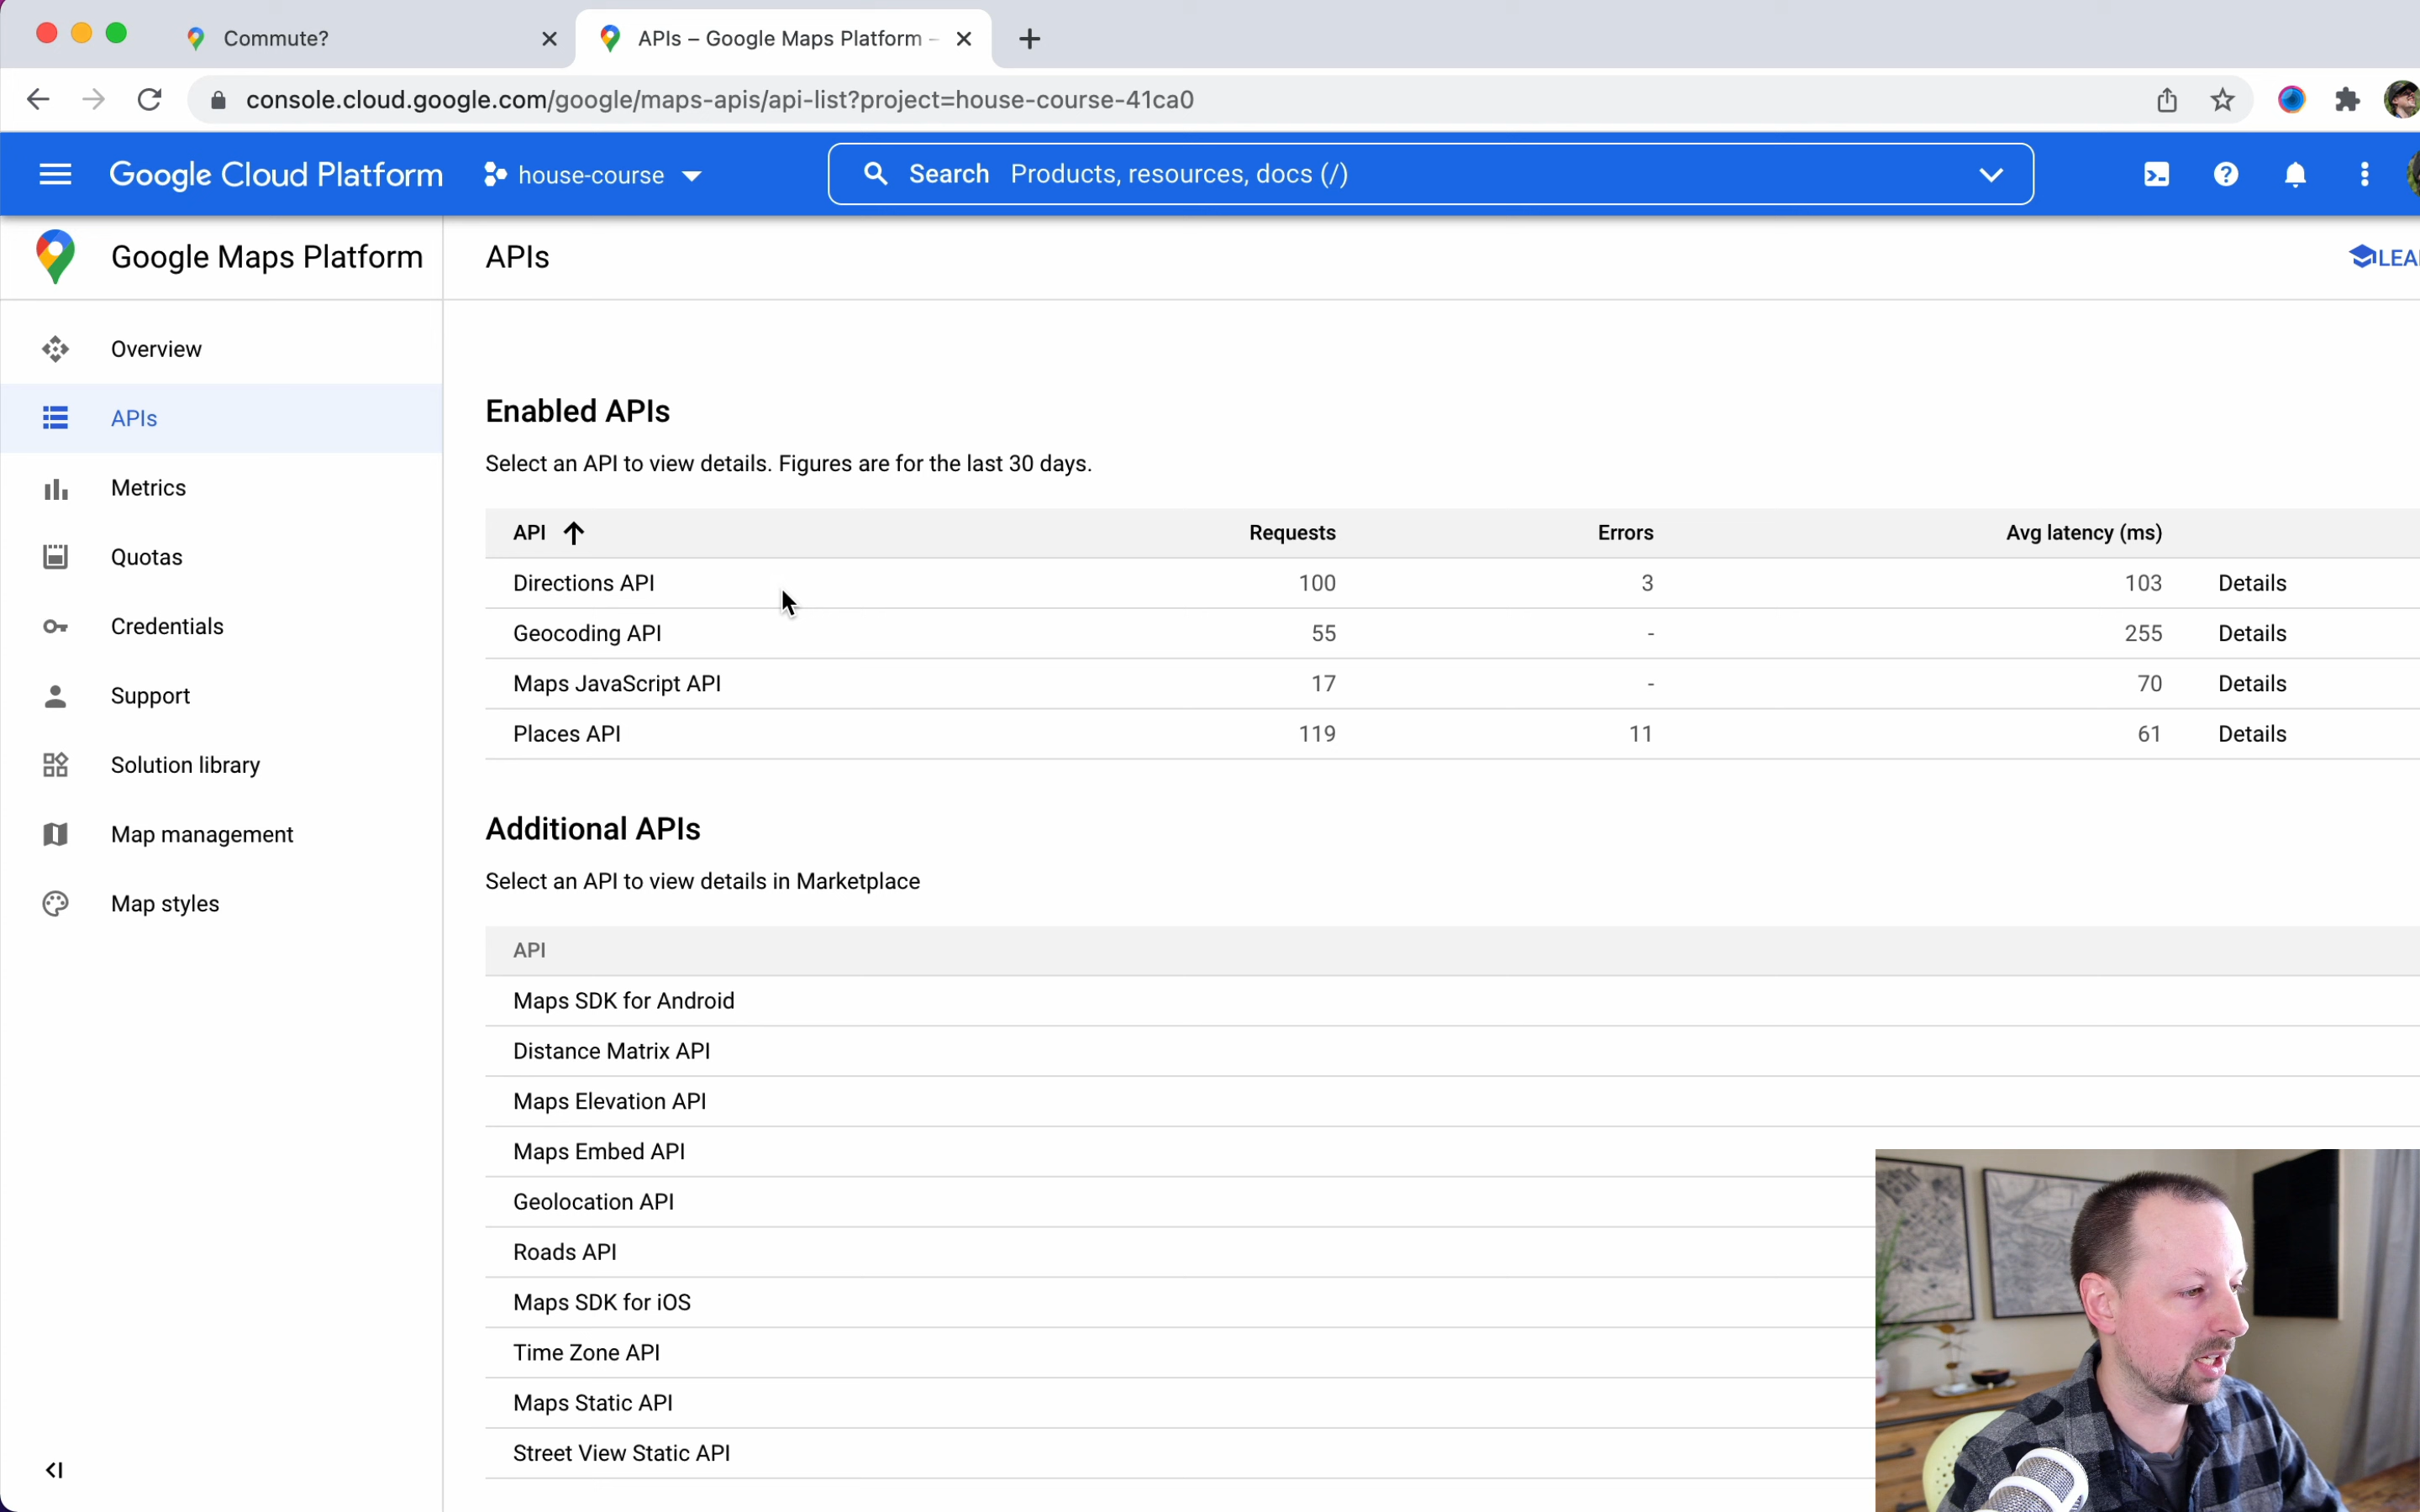 Commute?
APIs – Google Maps Platform –
console.cloud.google.com/google/maps-apis/api-list?project=house-course-41ca0
Google Cloud Platform
house-course
Search Products, resources, docs (/)
Google Maps Platform
APIs
Overview
APIs
Metrics
Quotas
Credentials
Support
Solution library
Map management
Map styles
Enabled APIs
Select an API to view details. Figures are for the last 30 days.
API Requests Errors Avg latency (ms)
Directions API 100 3 103 Details
Geocoding API 55 - 255 Details
Maps JavaScript API 17 - 70 Details
Places API 119 11 61 Details
Additional APIs
Select an API to view details in Marketplace
API
Maps SDK for Android
Distance Matrix API
Maps Elevation API
Maps Embed API
Geolocation API
Roads API
Maps SDK for iOS
Time Zone API
Maps Static API
Street View Static API